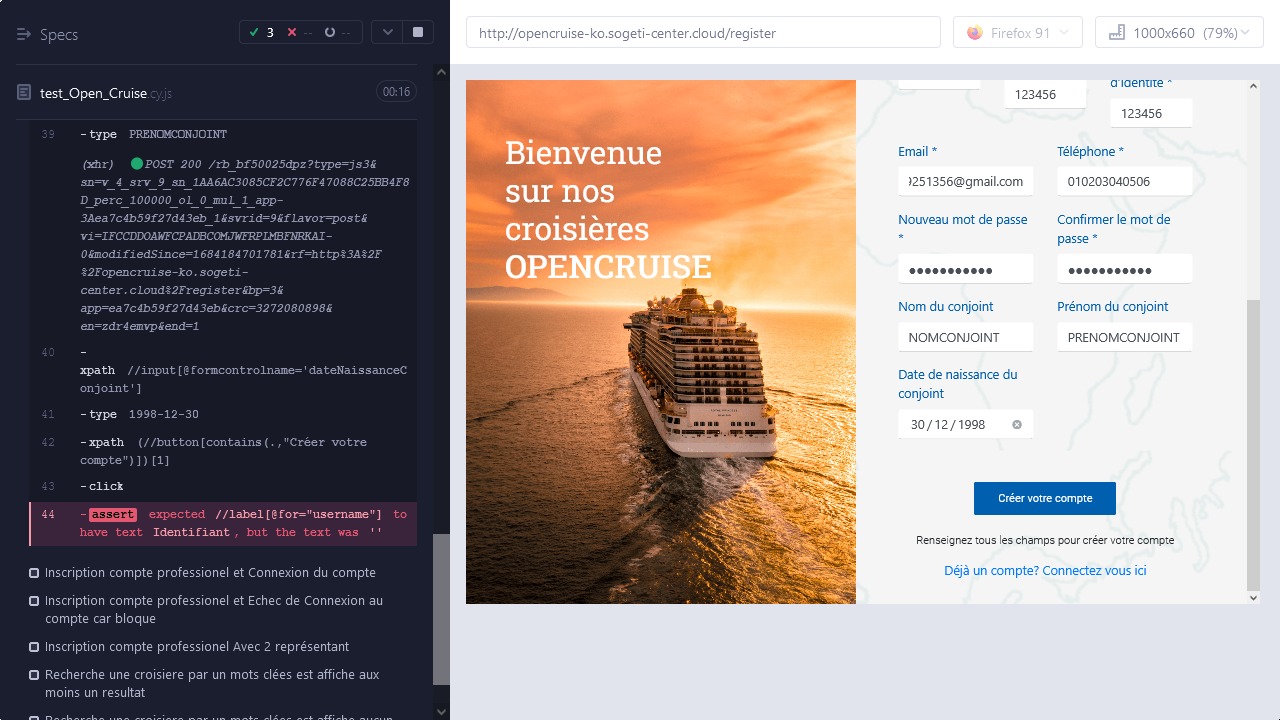 Specs
3
--
--
http://opencruise-ko.sogeti-center.cloud/register
Firefox 91
1000x660 (79%)
test_Open_Cruise.cy.js
00:16
39 -type PRENOMCONJOINT
(xhr) POST 200 /rb_bf50025dpz?type=js3&
sn=v_4_srv_9_sn_1AA6AC3085CF2C776F47088C25BB4F8
D_perc_100000_ol_0_mul_1_app-
3Aea7c4b59f27d43eb_1&svrid=9&flavor=post&
vi=IFCCDDOAWFCPADBCOMJWFRPLMBFNRKAI-
0&modifiedSince=1684184701781&rf=http%3A%2F
%2Fopencruise-ko.sogeti-
center.cloud%2Fregister&bp=3&
app=ea7c4b59f27d43eb&crc=3272080898&
en=zdr4emvp&end=1
40 -
xpath //input[@formcontrolname='dateNaissanceC
onjoint']
41 -type 1998-12-30
42 -xpath (//button[contains(.,"Créer votre
compte")])[1]
43 -click
44 -assert expected //label[@for="username"] to
have text Identifiant, but the text was ''
Inscription compte professionel et Connexion du compte
Inscription compte professionel et Echec de Connexion au
compte car bloque
Inscription compte professionel Avec 2 représentant
Recherche une croisiere par un mots clées est affiche aux
moins un resultat
Recherche une croisiere par un mots clées est affiche aucun
Bienvenue
sur nos
croisières
OPENCRUISE
d'identité *
123456
123456
Email *
Téléphone *
9251356@gmail.com
010203040506
Nouveau mot de passe
*
Confirmer le mot de
passe *
●●●●●●●●●●●
●●●●●●●●●●●
Nom du conjoint
Prénom du conjoint
NOMCONJOINT
PRENOMCONJOINT
Date de naissance du
conjoint
30 / 12 / 1998
Créer votre compte
Renseignez tous les champs pour créer votre compte
Déjà un compte? Connectez vous ici